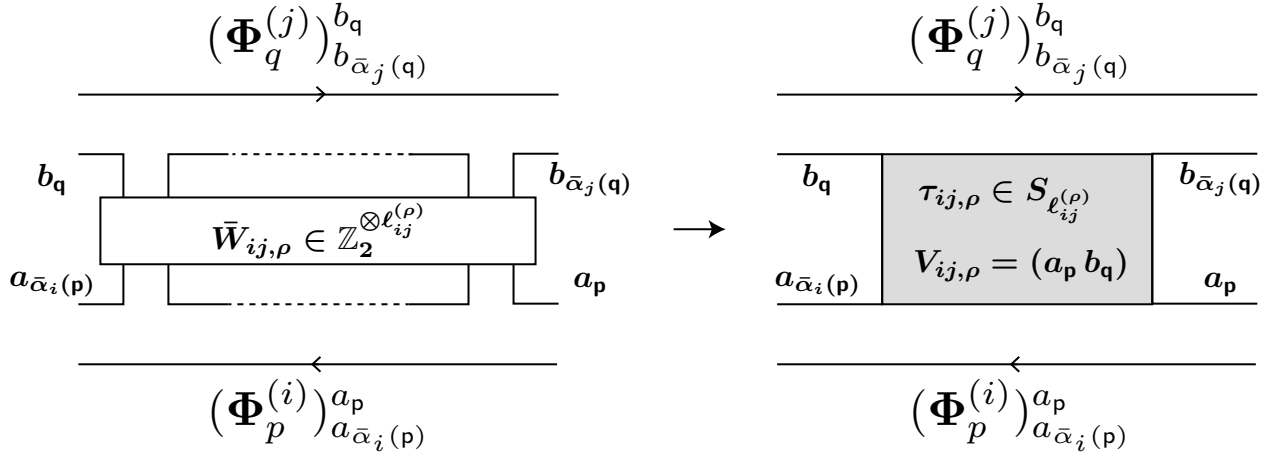 (Φ_q^{(j)})^{b_q}_{b_{ᾱ_j(q)}}
(Φ_q^{(j)})^{b_q}_{b_{ᾱ_j(q)}}
b_q
b_{ᾱ_j(q)}
W̄_{ij,ρ} ∈ ℤ_2^{⊗ℓ_{ij}^{(ρ)}}
a_{ᾱ_i(p)}
a_p
b_q
τ_{ij,ρ} ∈ S_{ℓ_{ij}^{(ρ)}}
b_{ᾱ_j(q)}
V_{ij,ρ} = (a_p b_q)
a_{ᾱ_i(p)}
a_p
(Φ_p^{(i)})^{a_p}_{a_{ᾱ_i(p)}}
(Φ_p^{(i)})^{a_p}_{a_{ᾱ_i(p)}}